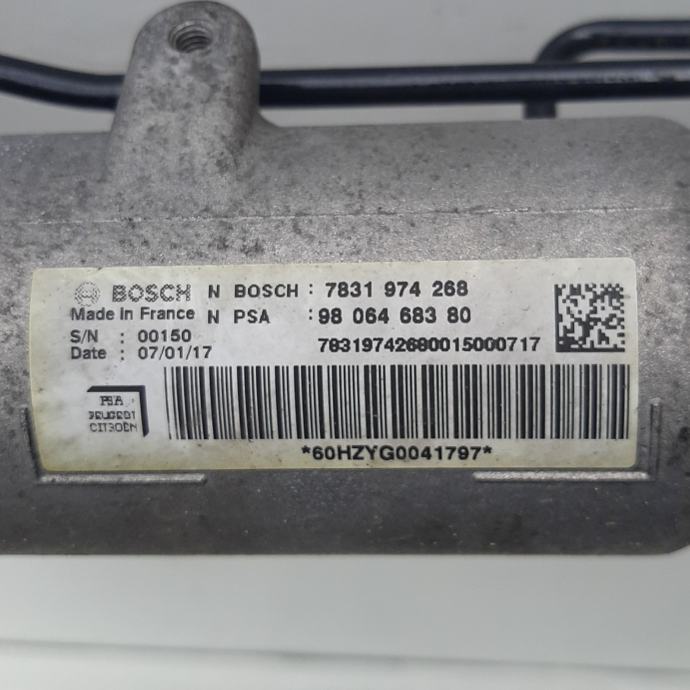 BOSCH N BOSCH : 7831 974 268
Made in France N PSA : 98 064 683 80
S/N : 00150
Date : 07/01/17
78319742680015000717
PSA
PEUGEOT
CITROËN
*60HZYG0041797*